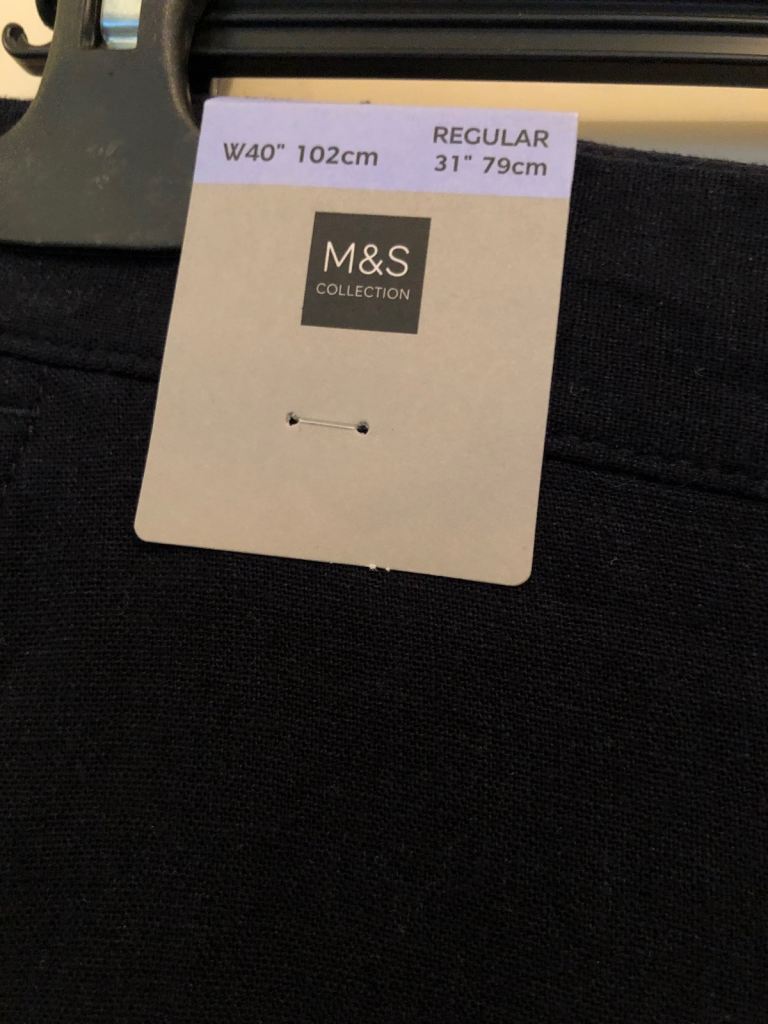 W40" 102cm
REGULAR
31" 79cm
M&S
COLLECTION